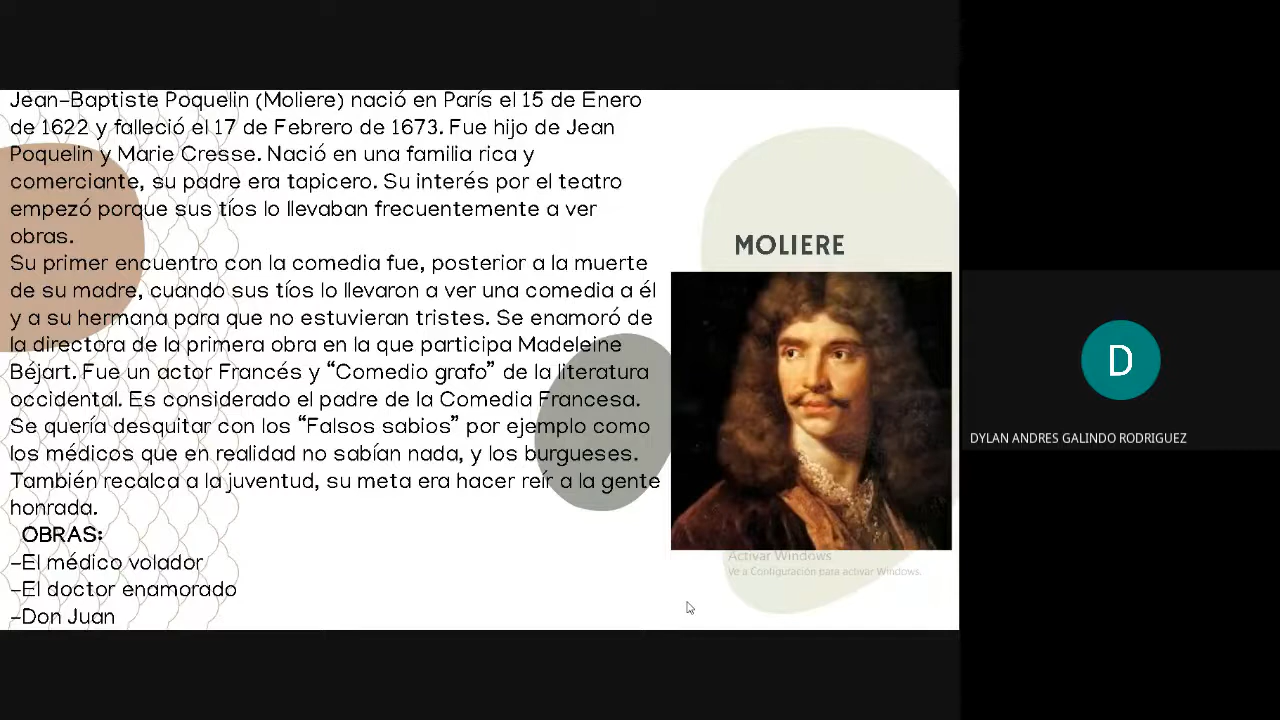 Jean-Baptiste Poquelin (Moliere) nació en París el 15 de Enero
de 1622 y falleció el 17 de Febrero de 1673. Fue hijo de Jean
Poquelin y Marie Cresse. Nació en una familia rica y
comerciante, su padre era tapicero. Su interés por el teatro
empezó porque sus tíos lo llevaban frecuentemente a ver
obras.
Su primer encuentro con la comedia fue, posterior a la muerte
de su madre, cuando sus tíos lo llevaron a ver una comedia a él
y a su hermana para que no estuvieran tristes. Se enamoró de
la directora de la primera obra en la que participa Madeleine
Béjart. Fue un actor Francés y “Comedio grafo” de la literatura
occidental. Es considerado el padre de la Comedia Francesa.
Se quería desquitar con los “Falsos sabios” por ejemplo como
los médicos que en realidad no sabían nada, y los burgueses.
También recalca a la juventud, su meta era hacer reír a la gente
honrada.
OBRAS:
-El médico volador
-El doctor enamorado
-Don Juan
MOLIERE
Activar Windows
Ve a Configuración para activar Windows.
D
DYLAN ANDRES GALINDO RODRIGUEZ